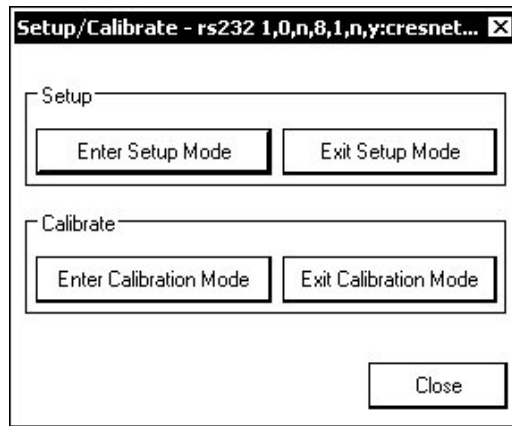 Setup/Calibrate - rs232 1,0,n,8,1,n,y:cresnet...
Setup
Enter Setup Mode Exit Setup Mode
Calibrate
Enter Calibration Mode Exit Calibration Mode
Close